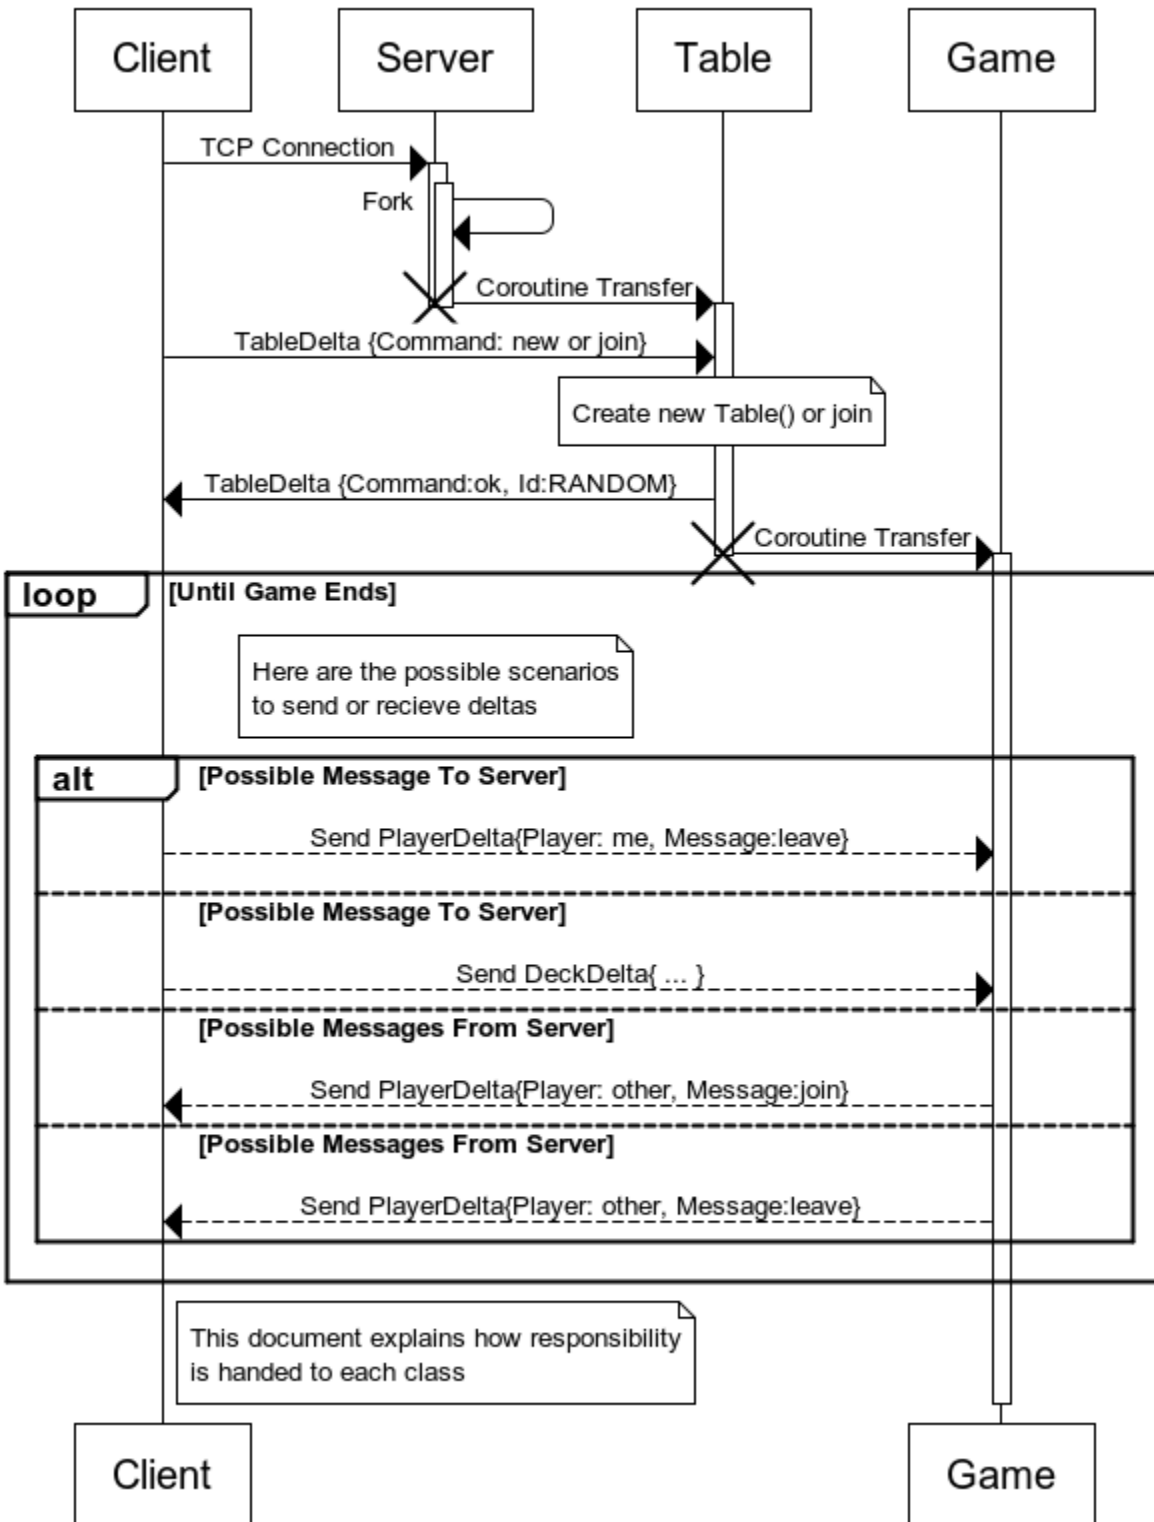 Client
Server
Table
Game
TCP Connection
Fork
Coroutine Transfer
TableDelta {Command: new or join}
Create new Table() or join
TableDelta {Command:ok, Id:RANDOM}
Coroutine Transfer
loop
[Until Game Ends]
Here are the possible scenarios
to send or recieve deltas
alt
[Possible Message To Server]
Send PlayerDelta{Player: me, Message:leave}
[Possible Message To Server]
Send DeckDelta{ ... }
[Possible Messages From Server]
Send PlayerDelta{Player: other, Message:join}
[Possible Messages From Server]
Send PlayerDelta{Player: other, Message:leave}
This document explains how responsibility
is handed to each class
Client
Game